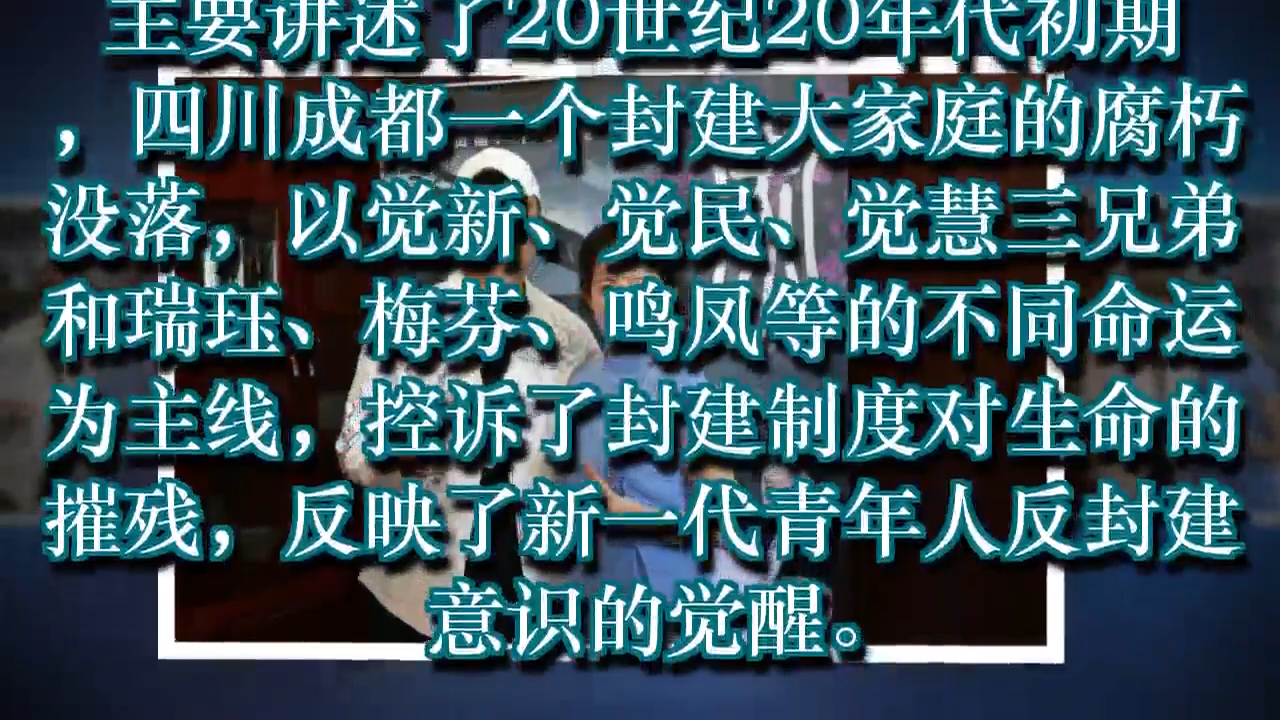 主要讲述了20世纪20年代初期
，四川成都一个封建大家庭的腐朽
没落，以觉新、觉民、觉慧三兄弟
和瑞珏、梅芬、鸣凤等的不同命运
为主线，控诉了封建制度对生命的
摧残，反映了新一代青年人反封建
意识的觉醒。